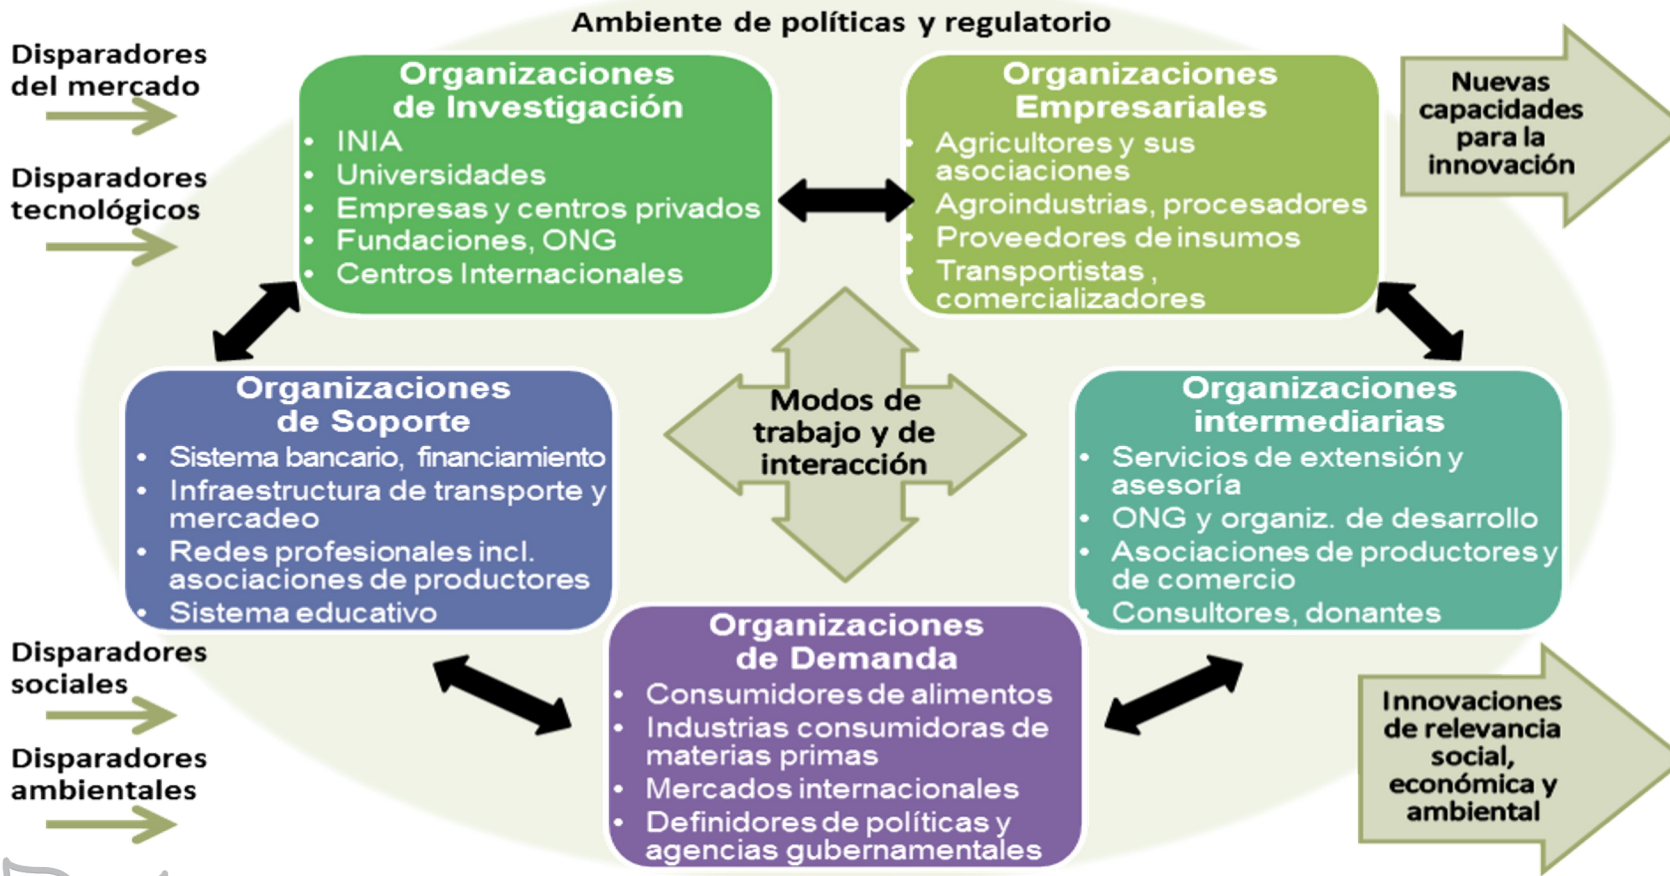 Ambiente de políticas y regulatorio
Disparadores
del mercado
Disparadores
tecnológicos
Organizaciones
de Investigación
• INIA
• Universidades
• Empresas y centros privados
• Fundaciones, ONG
• Centros Internacionales
Organizaciones
Empresariales
• Agricultores y sus
asociaciones
• Agroindustrias, procesadores
• Proveedores de insumos
• Transportistas ,
comercializadores
Nuevas
capacidades
para la
innovación
Organizaciones
de Soporte
• Sistema bancario, financiamiento
• Infraestructura de transporte y
mercadeo
• Redes profesionales incl.
asociaciones de productores
• Sistema educativo
Modos de
trabajo y de
interacción
Organizaciones
intermediarias
• Servicios de extensión y
asesoría
• ONG y organiz. de desarrollo
• Asociaciones de productores y
de comercio
• Consultores, donantes
Disparadores
sociales
Disparadores
ambientales
Organizaciones
de Demanda
• Consumidores de alimentos
• Industrias consumidoras de
materias primas
• Mercados internacionales
• Definidores de políticas y
agencias gubernamentales
Innovaciones
de relevancia
social,
económica y
ambiental